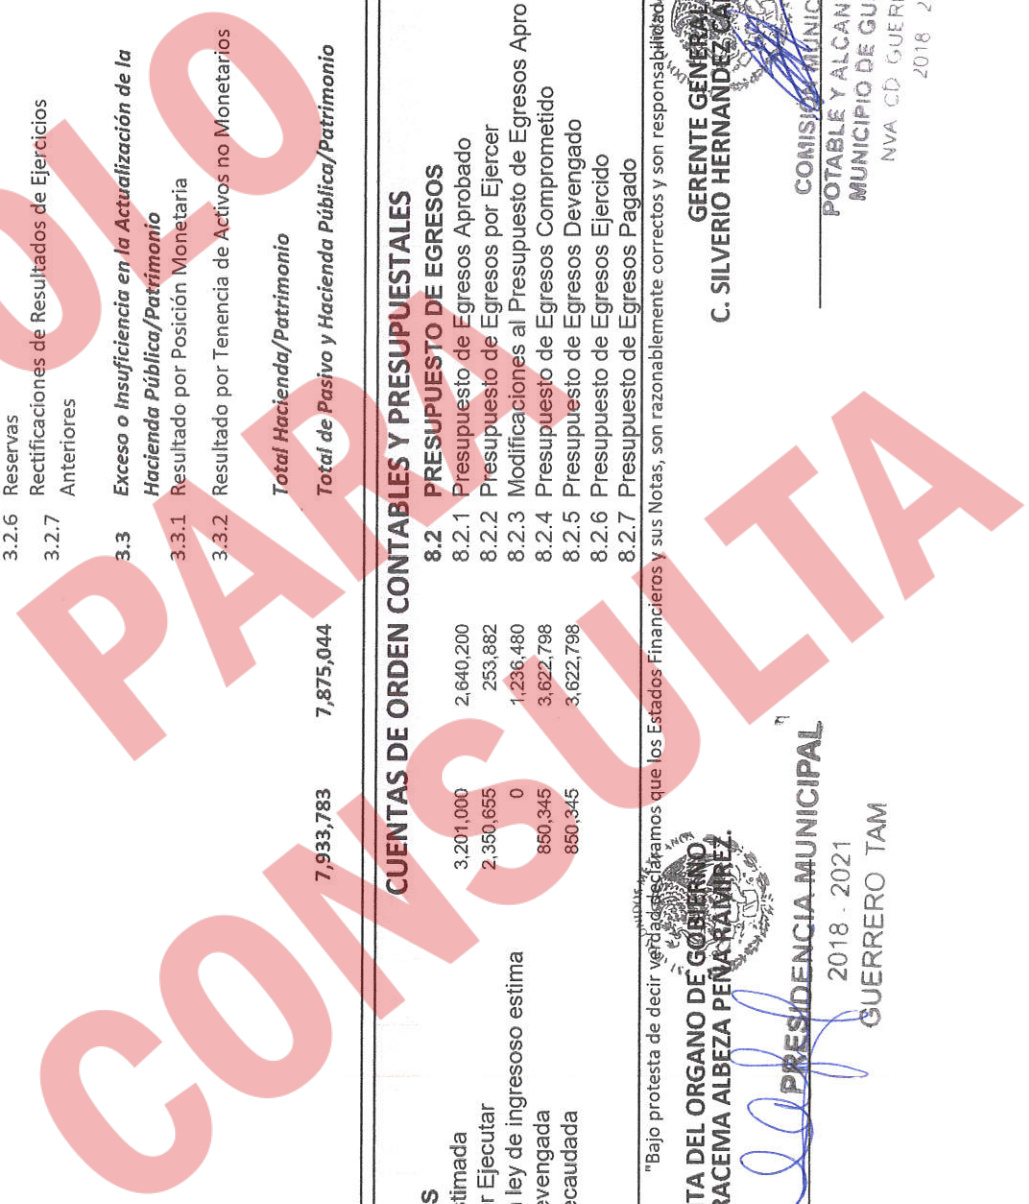 3.2.6 Reservas
Rectificaciones de Resultados de Ejercicios
3.2.7 Anteriores
3.3 Exceso o Insuficiencia en la Actualización de la
Hacienda Pública/Patrimonio
3.3.1 Resultado por Posición Monetaria
3.3.2 Resultado por Tenencia de Activos no Monetarios
Total Hacienda/Patrimonio
7,933,783 7,875,044 Total de Pasivo y Hacienda Pública/Patrimonio
CUENTAS DE ORDEN CONTABLES Y PRESUPUESTALES
8.2 PRESUPUESTO DE EGRESOS
timada 3,201,000 2,640,200 8.2.1 Presupuesto de Egresos Aprobado
r Ejecutar 2,350,655 253,882 8.2.2 Presupuesto de Egresos por Ejercer
ley de ingresoso estima 0 1,236,480 8.2.3 Modificaciones al Presupuesto de Egresos Apro
evengada 850,345 3,622,798 8.2.4 Presupuesto de Egresos Comprometido
ecaudada 850,345 3,622,798 8.2.5 Presupuesto de Egresos Devengado
8.2.6 Presupuesto de Egresos Ejercido
8.2.7 Presupuesto de Egresos Pagado
"Bajo protesta de decir verdad declaramos que los Estados Financieros y sus Notas, son razonablemente correctos y son responsabilidad
TA DEL ORGANO DE GOBIERNO
RACEMA ALBEZA PEÑA RAMIREZ.
PRESIDENCIA MUNICIPAL
2018 - 2021
GUERRERO TAM
GERENTE GENERAL
C. SILVERIO HERNANDEZ
COMISIÓN MUNIC
POTABLE Y ALCAN
MUNICIPIO DE GU
NVA CD GUER
2018 2
OLO
PARA
CONSULTA